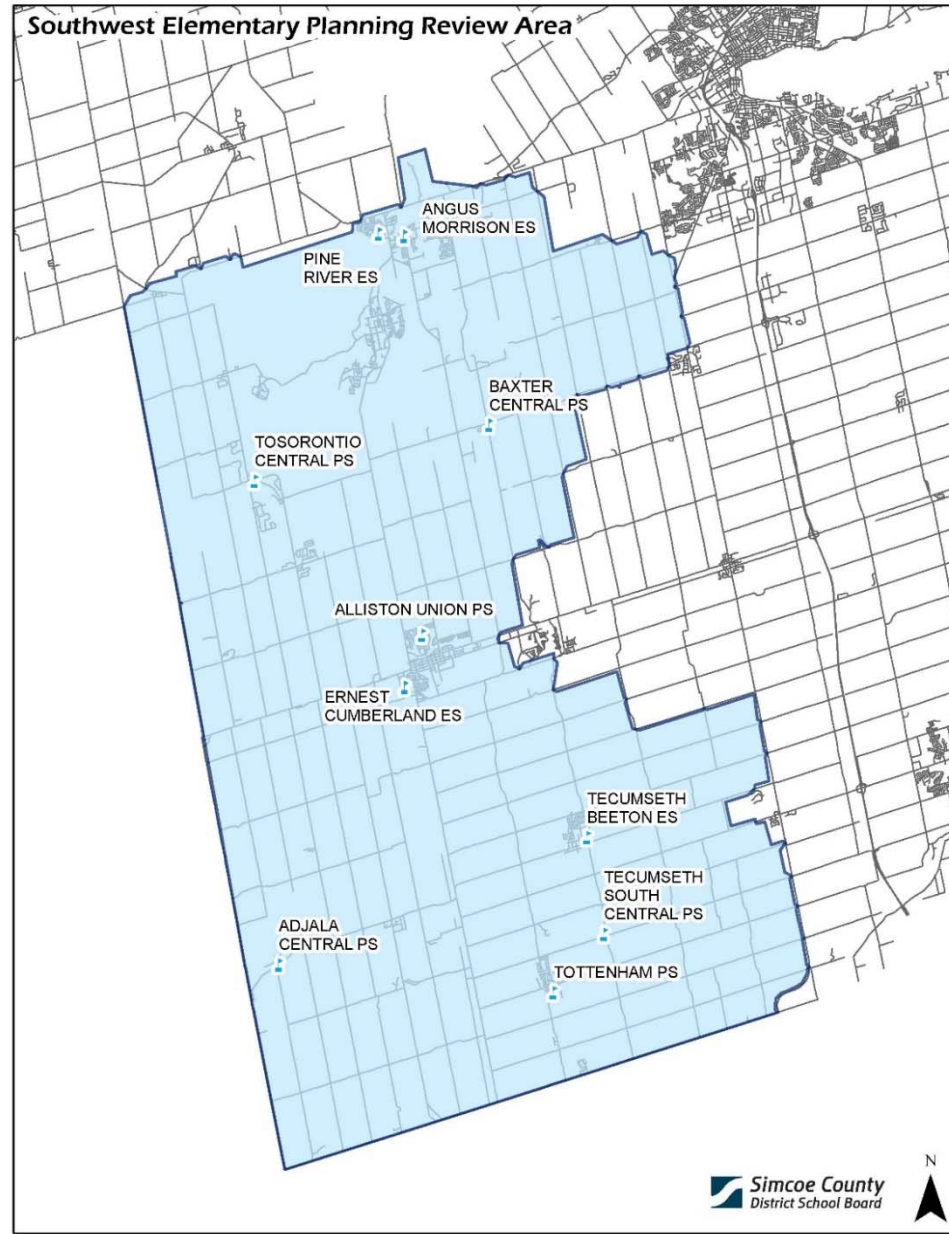 Southwest Elementary Planning Review Area
ANGUS
MORRISON ES
PINE
RIVER ES
BAXTER
CENTRAL PS
TOSORONTIO
CENTRAL PS
ALLISTON UNION PS
ERNEST
CUMBERLAND ES
TECUMSETH
BEETON ES
TECUMSETH
SOUTH
CENTRAL PS
ADJALA
CENTRAL PS
TOTTENHAM PS
Simcoe County
District School Board
N